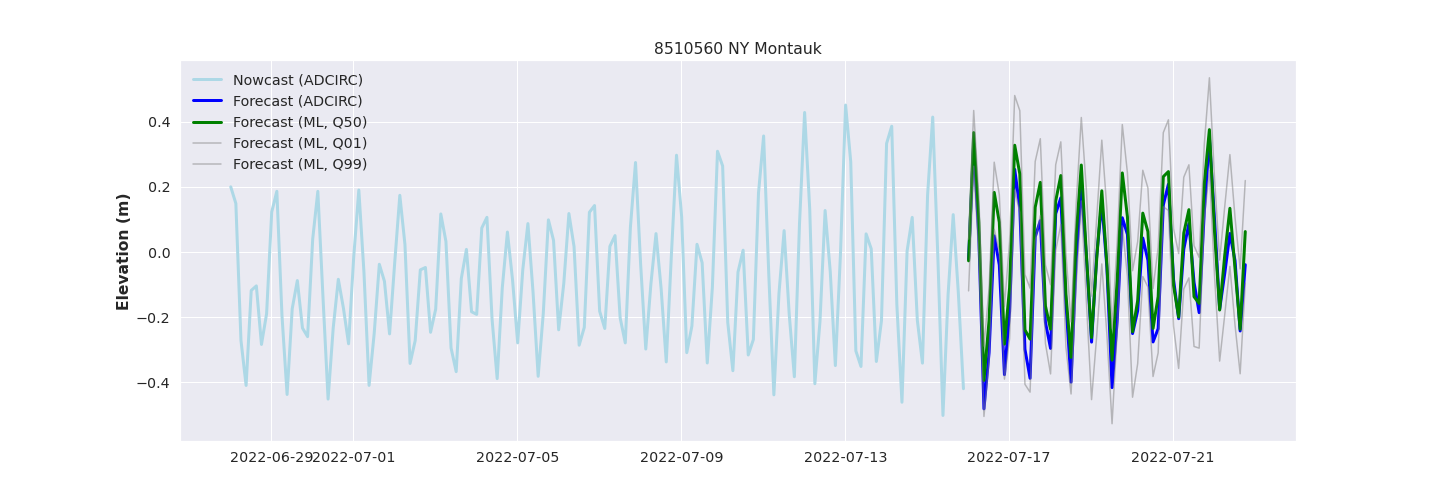 8510560 NY Montauk
Nowcast (ADCIRC)
Forecast (ADCIRC)
Forecast (ML, Q50)
Forecast (ML, Q01)
Forecast (ML, Q99)
Elevation (m)
0.4
0.2
0.0
−0.2
−0.4
2022-06-29
2022-07-01
2022-07-05
2022-07-09
2022-07-13
2022-07-17
2022-07-21